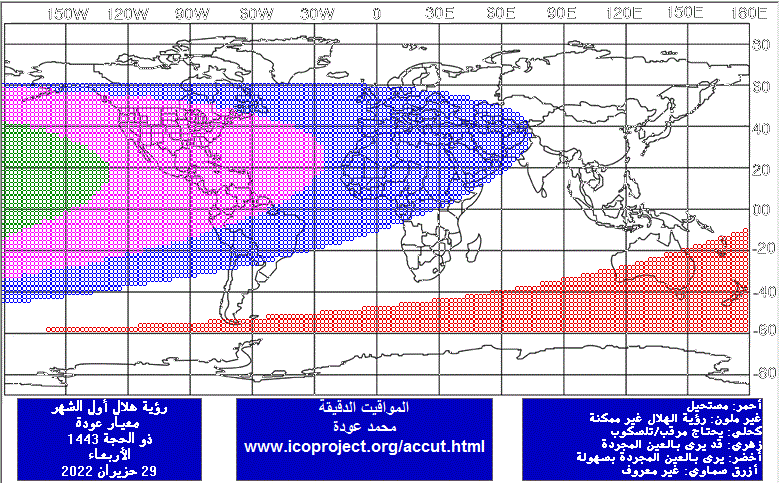 150W 120W 90W 60W 30W 0 30E 60E 90E 120E 150E 180E
80
60
40
20
00
-20
-40
-60
-80
رؤية هلال أول الشهر
معيار عودة
ذو الحجة 1443
الأربعاء
29 حزيران 2022
المواقيت الدقيقة
محمد عودة
www.icoproject.org/accut.html
أحمر: مستحيل
غير ملون: رؤية الهلال غير ممكنة
كحلي: يحتاج مرقب/تلسكوب
زهري: قد يرى بالعين المجردة
أخضر: يرى بالعين المجردة بسهولة
أزرق سماوي: غير معروف